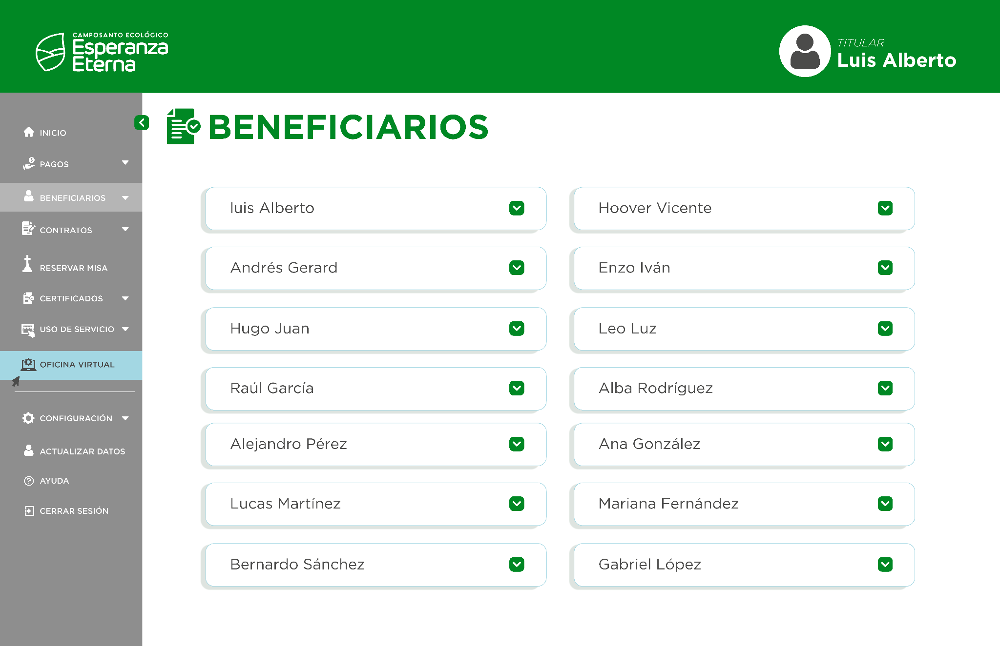 CAMPOSANTO ECOLÓGICO
Esperanza
Eterna
TITULAR
Luis Alberto
INICIO
PAGOS
BENEFICIARIOS
CONTRATOS
RESERVAR MISA
CERTIFICADOS
USO DE SERVICIO
OFICINA VIRTUAL
CONFIGURACIÓN
ACTUALIZAR DATOS
AYUDA
CERRAR SESIÓN
BENEFICIARIOS
luis Alberto
Hoover Vicente
Andrés Gerard
Enzo Iván
Hugo Juan
Leo Luz
Raúl García
Alba Rodríguez
Alejandro Pérez
Ana González
Lucas Martínez
Mariana Fernández
Bernardo Sánchez
Gabriel López